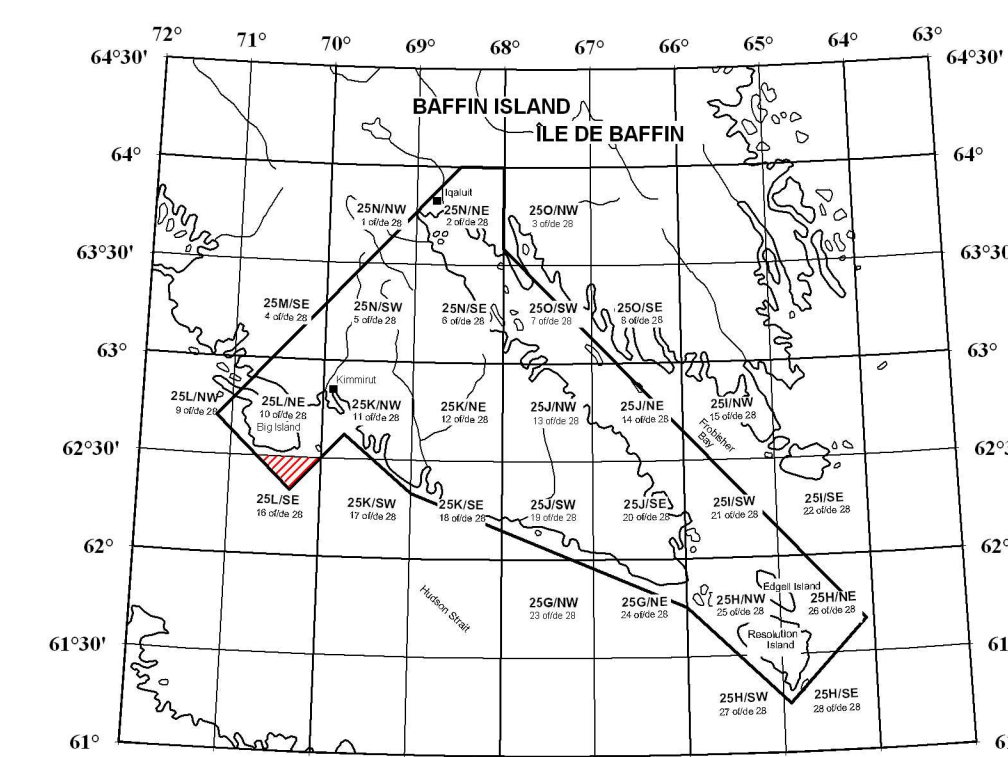 72° 71° 70° 69° 68° 67° 66° 65° 64° 63°
64°30' 64°30'
BAFFIN ISLAND
ÎLE DE BAFFIN
64° 64°
Iqaluit
25N/NW 25N/NE 25O/NW
1 of/de 28 2 of/de 28 3 of/de 28
63°30' 63°30
25M/SE 25N/SW 25N/SE 25O/SW 25O/SE
4 of/de 28 5 of/de 28 6 of/de 28 7 of/de 28 8 of/de 28
63° 63°
Kimmirut
25L/NW 25L/NE 25K/NW 25K/NE 25J/NW 25J/NE 25I/NW
9 of/de 28 10 of/de 28 11 of/de 28 12 of/de 28 13 of/de 28 14 of/de 28 15 of/de 28
Big Island
Frobisher
Bay
62°30' 62°3
25L/SE 25K/SW 25K/SE 25J/SW 25J/SE 25I/SW 25I/SE
16 of/de 28 17 of/de 28 18 of/de 28 19 of/de 28 20 of/de 28 21 of/de 28 22 of/de 28
62° 62°
Hudson Strait
Edgell Island
25G/NW 25G/NE 25H/NW 25H/NE
23 of/de 28 24 of/de 28 25 of/de 28 26 of/de 28
Resolution
Island
61°30' 61
25H/SW 25H/SE
27 of/de 28 28 of/de 28
61° 6